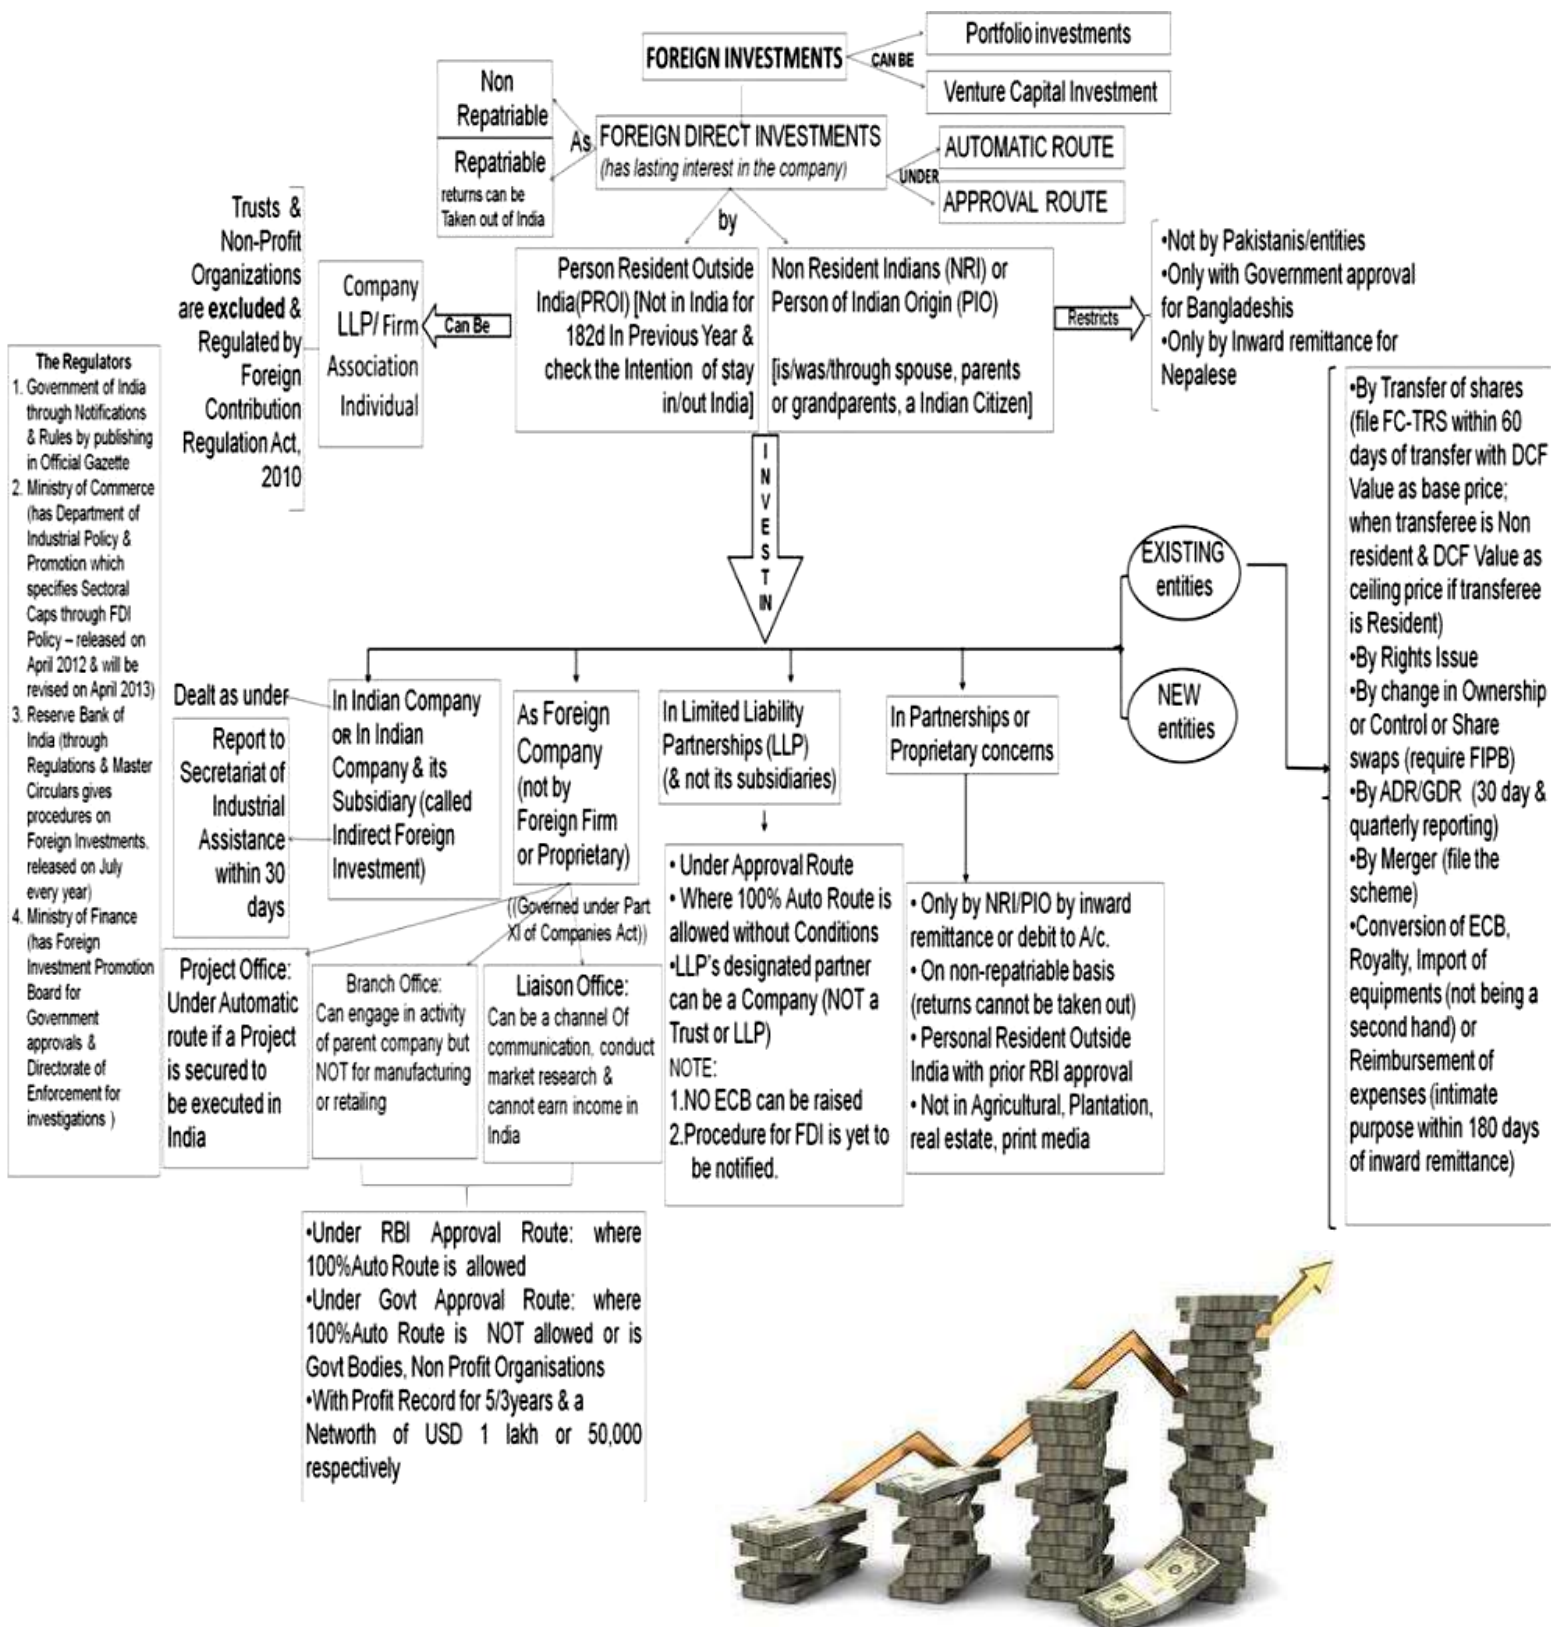 FOREIGN INVESTMENTS
CAN BE
Portfolio investments
Venture Capital Investment
Non
Repatriable
Repatriable
returns can be
Taken out of India
As
FOREIGN DIRECT INVESTMENTS
(has lasting interest in the company)
UNDER
AUTOMATIC ROUTE
APPROVAL ROUTE
by
Trusts &
Non-Profit
Organizations
are excluded &
Regulated by
Foreign
Contribution
Regulation Act,
2010
Company
LLP/ Firm
Association
Individual
Can Be
Person Resident Outside
India(PROI) [Not in India for
182d In Previous Year &
check the Intention of stay
in/out India]
Non Resident Indians (NRI) or
Person of Indian Origin (PIO)
[is/was/through spouse, parents
or grandparents, a Indian Citizen]
Restricts
•Not by Pakistanis/entities
•Only with Government approval
for Bangladeshis
•Only by Inward remittance for
Nepalese
The Regulators
1. Government of India
through Notifications
& Rules by publishing
in Official Gazette
2. Ministry of Commerce
(has Department of
Industrial Policy &
Promotion which
specifies Sectoral
Caps through FDI
Policy – released on
April 2012 & will be
revised on April 2013)
3. Reserve Bank of
India (through
Regulations & Master
Circulars gives
procedures on
Foreign Investments,
released on July
every year)
4. Ministry of Finance
(has Foreign
Investment Promotion
Board for
Government
approvals &
Directorate of
Enforcement for
investigations )
I
N
V
E
S
T
IN
EXISTING
entities
NEW
entities
•By Transfer of shares
(file FC-TRS within 60
days of transfer with DCF
Value as base price;
when transferee is Non
resident & DCF Value as
ceiling price if transferee
is Resident)
•By Rights Issue
•By change in Ownership
or Control or Share
swaps (require FIPB)
•By ADR/GDR (30 day &
quarterly reporting)
•By Merger (file the
scheme)
•Conversion of ECB,
Royalty, Import of
equipments (not being a
second hand) or
Reimbursement of
expenses (intimate
purpose within 180 days
of inward remittance)
Dealt as under
Report to
Secretariat of
Industrial
Assistance
within 30
days
In Indian Company
OR In Indian
Company & its
Subsidiary (called
Indirect Foreign
Investment)
As Foreign
Company
(not by
Foreign Firm
or Proprietary)
In Limited Liability
Partnerships (LLP)
(& not its subsidiaries)
In Partnerships or
Proprietary concerns
((Governed under Part
XI of Companies Act))
Project Office:
Under Automatic
route if a Project
is secured to
be executed in
India
Branch Office:
Can engage in activity
of parent company but
NOT for manufacturing
or retailing
Liaison Office:
Can be a channel Of
communication, conduct
market research &
cannot earn income in
India
• Under Approval Route
• Where 100% Auto Route is
allowed without Conditions
•LLP's designated partner
can be a Company (NOT a
Trust or LLP)
NOTE:
1.NO ECB can be raised
2.Procedure for FDI is yet to
be notified.
• Only by NRI/PIO by inward
remittance or debit to A/c.
• On non-repatriable basis
(returns cannot be taken out)
• Personal Resident Outside
India with prior RBI approval
• Not in Agricultural, Plantation,
real estate, print media
•Under RBI Approval Route: where
100%Auto Route is allowed
•Under Govt Approval Route: where
100%Auto Route is NOT allowed or is
Govt Bodies, Non Profit Organisations
•With Profit Record for 5/3years & a
Networth of USD 1 lakh or 50,000
respectively